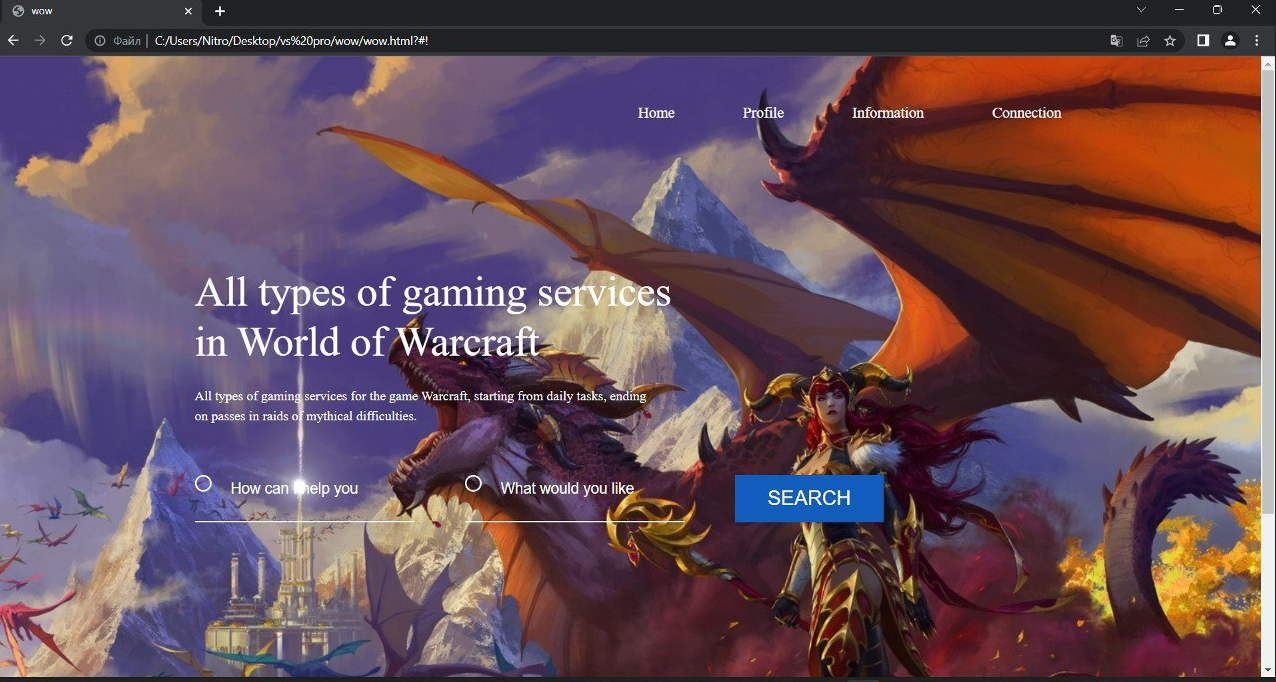 wow
Файл
C:/Users/Nitro/Desktop/vs%20pro/wow/wow.html?#!
Home Profile Information Connection
All types of gaming services
in World of Warcraft
All types of gaming services for the game Warcraft, starting from daily tasks, ending
on passes in raids of mythical difficulties.
How can I help you What would you like SEARCH